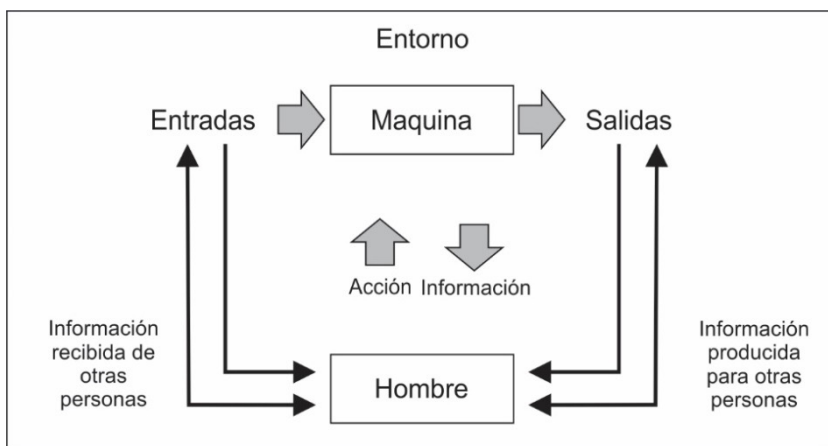 Entorno
Entradas
Maquina
Salidas
Acción
Información
Información
recibida de
otras
personas
Hombre
Información
producida
para otras
personas